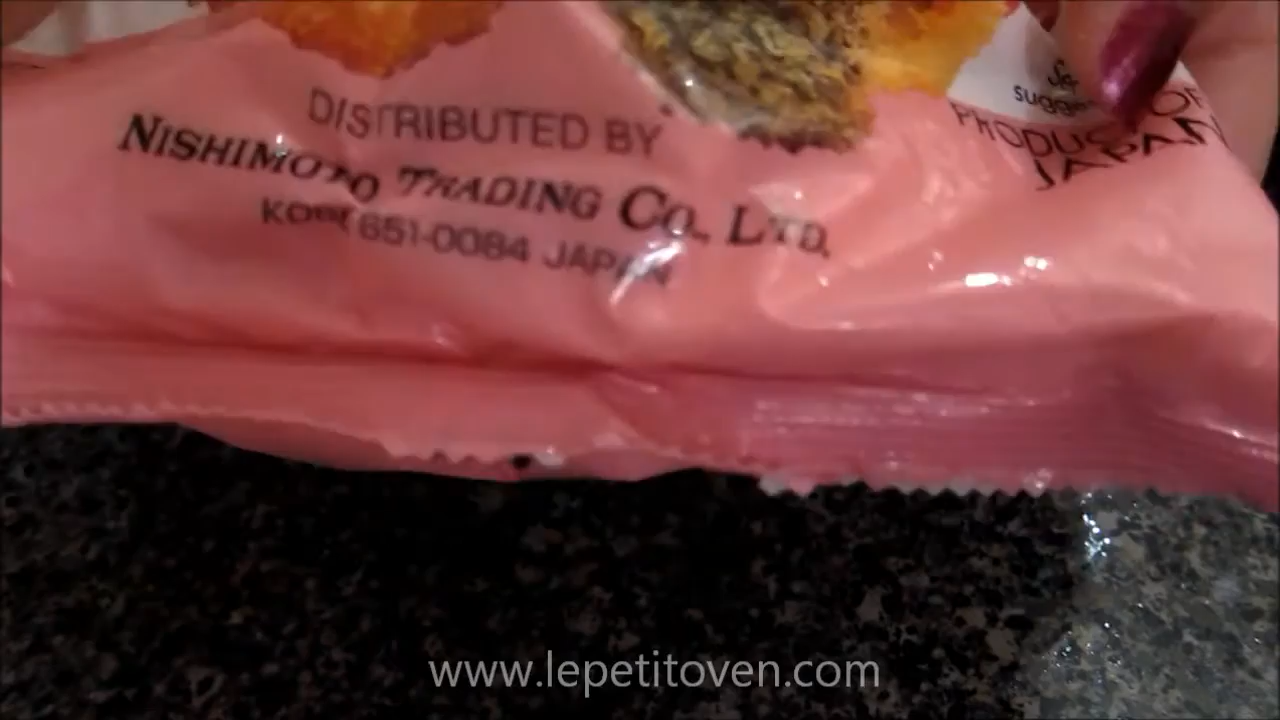 DISTRIBUTED BY
NISHIMOTO TRADING CO., LTD.
KOBE 651-0084 JAPAN
PRODUCT OF
JAPAN
www.lepetitoven.com